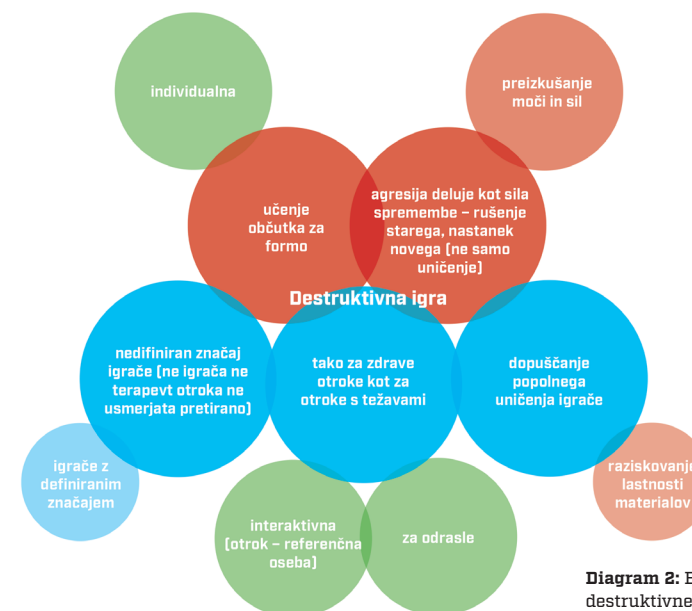 individualna
preizkušanje
moči in sil
učenje
občutka za
formo
agresija deluje kot sila
spremembe – rušenje
starega, nastanek
novega (ne samo
uničenje)
Destruktivna igra
nedifiniran značaj
igrače (ne igrača ne
terapevt otroka ne
usmerjata pretirano)
tako za zdrave
otroke kot za
otroke s težavami
dopuščanje
popolnega
uničenja igrače
igrače z
definiranim
značajem
raziskovanje
lastnosti
materialov
interaktivna
(otrok – referenčna
oseba)
za odrasle
Diagram 2:
destruktivne